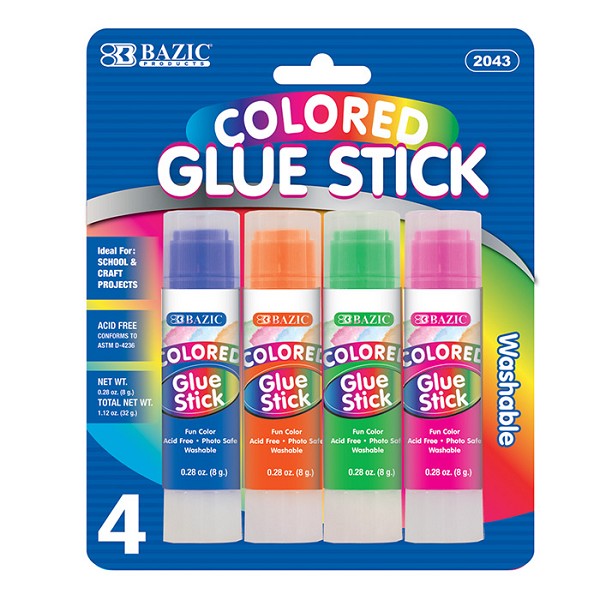 BAZIC
PRODUCTS
2043
COLORED
GLUE STICK
Ideal For:
SCHOOL &
CRAFT
PROJECTS
ACID FREE
CONFORMS TO
ASTM D-4236
NET WT.
0.28 oz. (8 g.)
TOTAL NET WT.
1.12 oz. (32 g.)
4
BAZIC
COLORED
Glue
Stick
Fun Color
Acid Free • Photo Safe
Washable
0.28 oz. (8 g.)
BAZIC
COLORED
Glue
Stick
Fun Color
Acid Free • Photo Safe
Washable
0.28 oz. (8 g.)
BAZIC
COLORED
Glue
Stick
Fun Color
Acid Free • Photo Safe
Washable
0.28 oz. (8 g.)
BAZIC
COLORED
Glue
Stick
Fun Color
Acid Free • Photo Safe
Washable
0.28 oz. (8 g.)
Washable